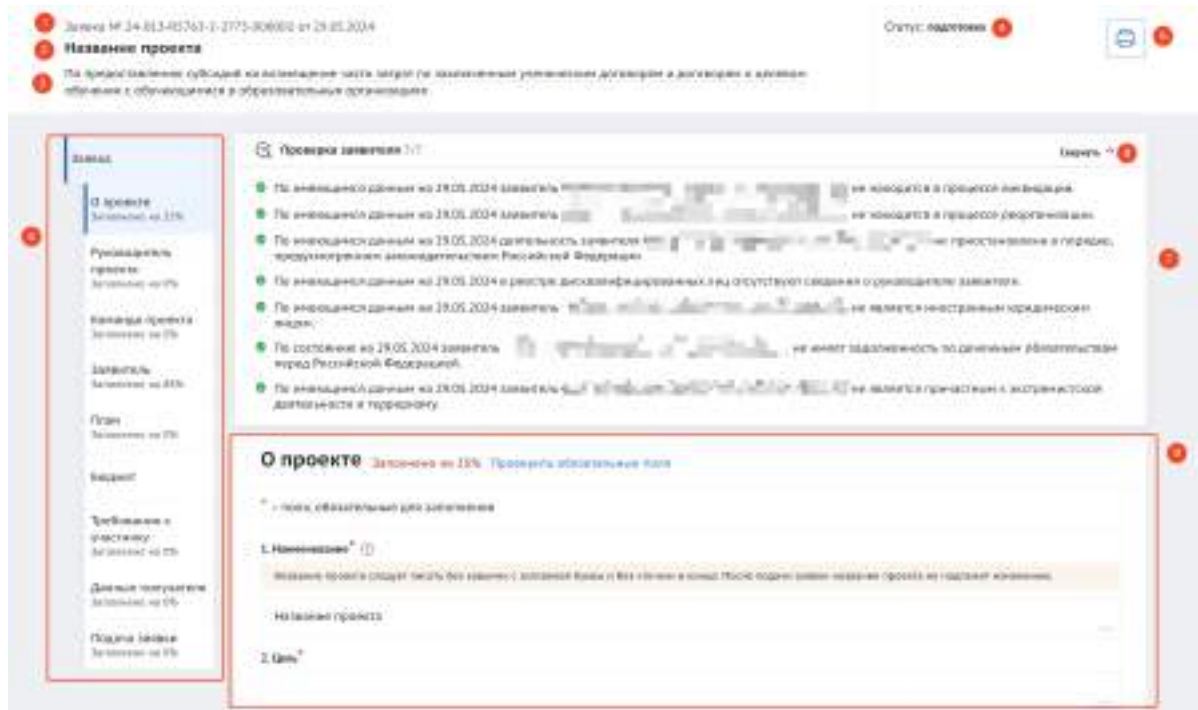 Заявка № 24-013-
от 29.05.2024
Статус: подготовка
Название проекта
По предоставлению субсидий на возмещение части затрат по заключенным ученическим договорам и договорам о целевом
обучении с обучающимися в образовательных организациях
Заявка
О проекте
Заполнено на 25%
Руководитель
проекта
Заполнено на 0%
Команда проекта
Заполнено на 0%
Заявитель
Заполнено на
План
Заполнено на 0%
Бюджет
Требования к
участнику
Заполнено на 0%
Данные получателя
Заполнено на 0%
Подача заявки
Заполнено на 0%
Проверка заявителя 7/7
Свернуть
По имеющимся данным на 29.05.2024 заявитель не находится в процессе ликвидации.
По имеющимся данным на 29.05.2024 заявитель не находится в процессе реорганизации.
По имеющимся данным на 29.05.2024 деятельность заявителя не приостановлена в порядке,
предусмотренном законодательством Российской Федерации.
По имеющимся данным на 29.05.2024 в реестре дисквалифицированных лиц отсутствуют сведения о руководителе заявителя.
По имеющимся данным на 29.05.2024 заявитель не является иностранным юридическим
лицом.
По состоянию на 29.05.2024 заявитель не имеет задолженность по денежным обязательствам
перед Российской Федерацией.
По имеющимся данным на 29.05.2024 заявитель не является причастным к экстремистской
деятельности и терроризму.
О проекте Заполнено на 25% Проверить обязательные поля
* – поля, обязательные для заполнения
1. Наименование*
Название проекта следует писать без кавычек с заглавной буквы и без «точки» в конце. После подачи заявки название проекта не подлежит изменению.
Название проекта
2. Цель*